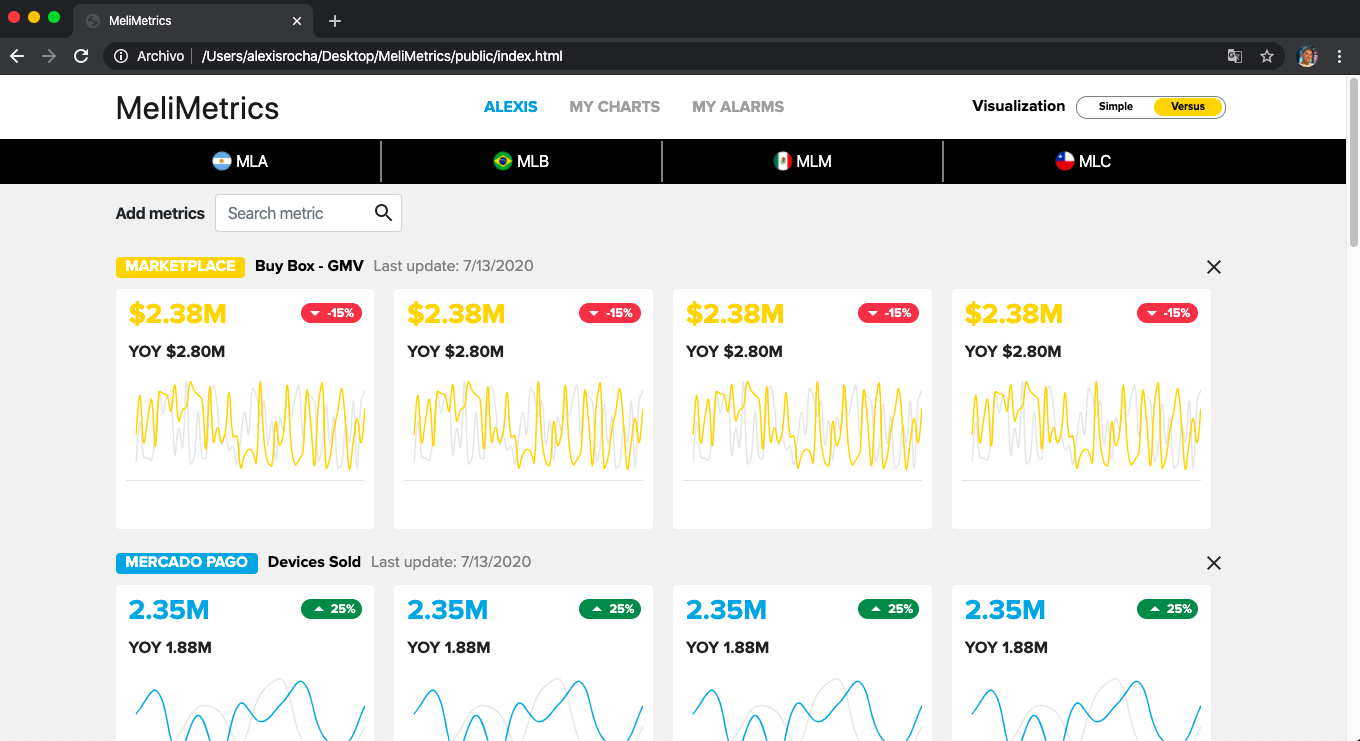 MeliMetrics
Archivo /Users/alexisrocha/Desktop/MeliMetrics/public/index.html
MeliMetrics ALEXIS MY CHARTS MY ALARMS Visualization Simple Versus
MLA MLB MLM MLC
Add metrics Search metric
MARKETPLACE Buy Box - GMV Last update: 7/13/2020
$2.38M -15% $2.38M -15% $2.38M -15% $2.38M -15%
YOY $2.80M YOY $2.80M YOY $2.80M YOY $2.80M
MERCADO PAGO Devices Sold Last update: 7/13/2020
2.35M 25% 2.35M 25% 2.35M 25% 2.35M 25%
YOY 1.88M YOY 1.88M YOY 1.88M YOY 1.88M